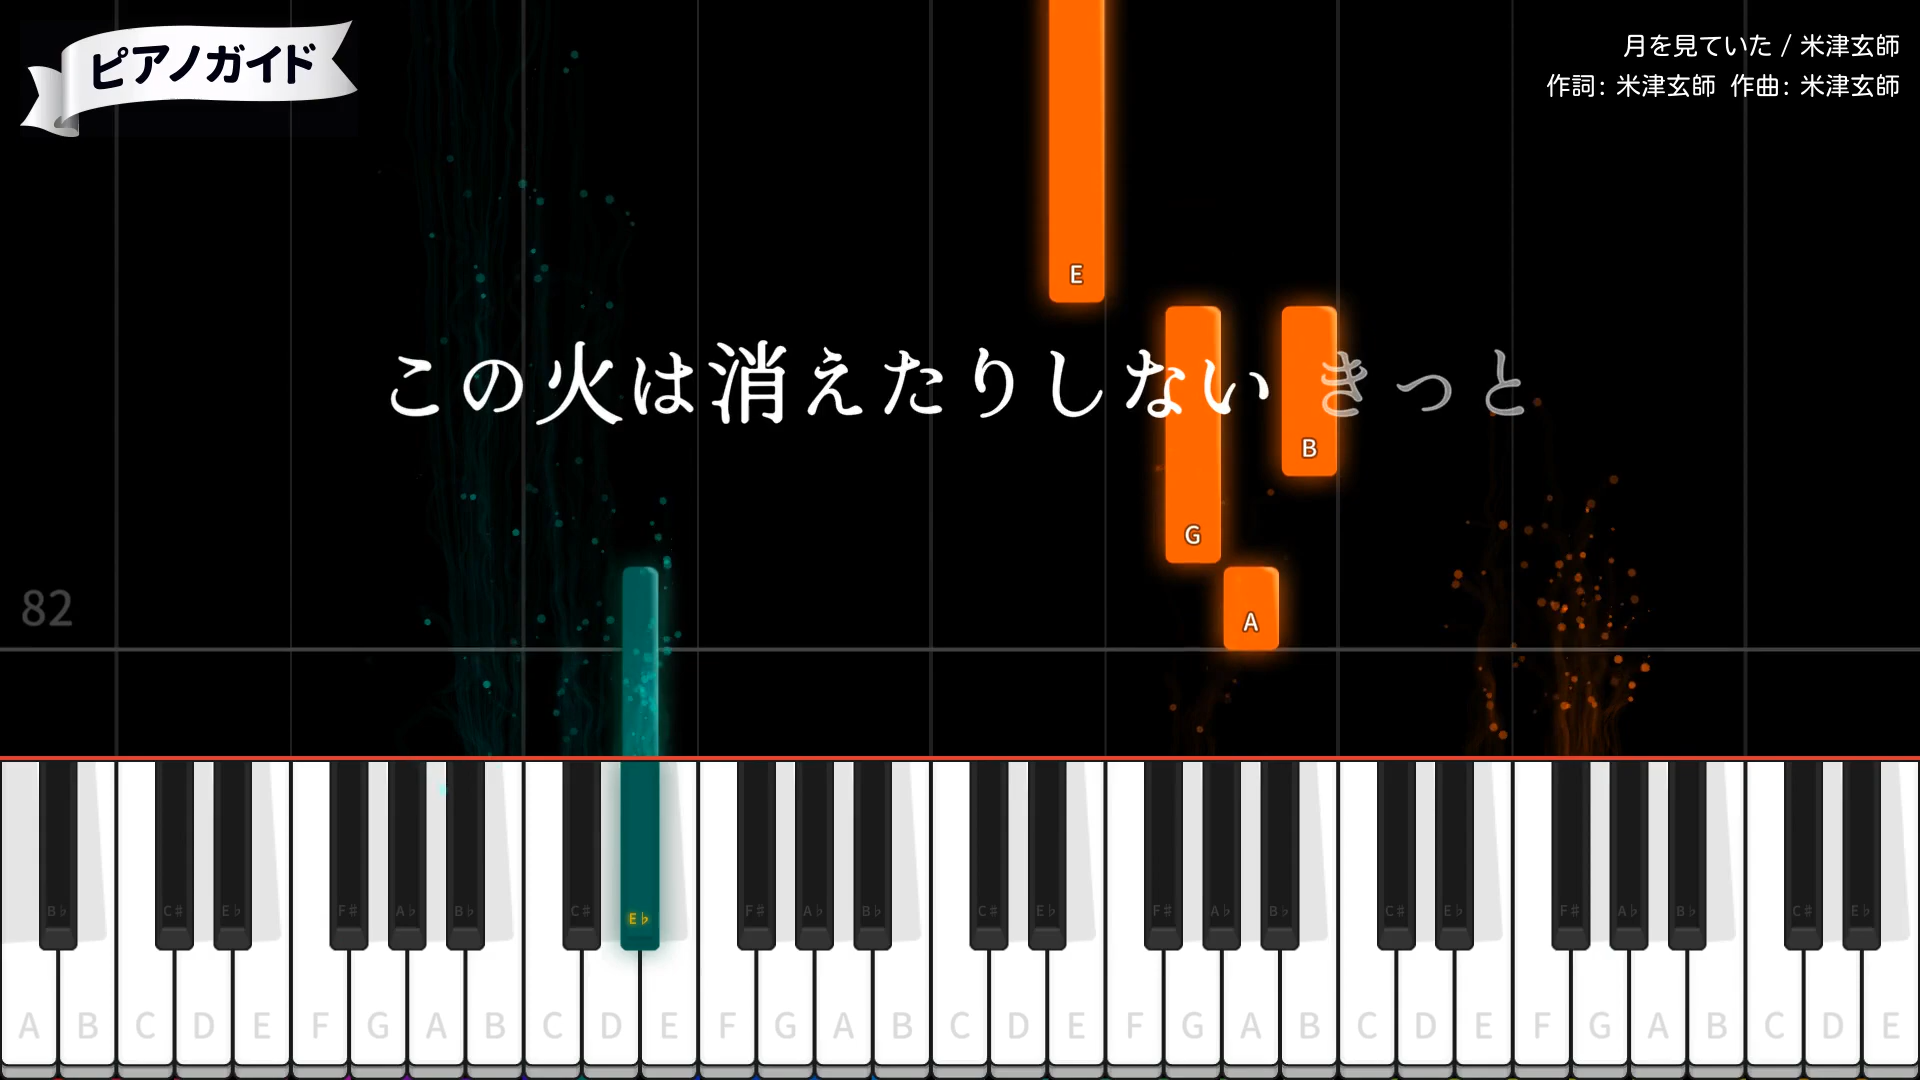 ピアノガイド
月を見ていた / 米津玄師
作詞: 米津玄師 作曲: 米津玄師
E
この火は消えたりしない きっと
B
G
A
82
B♭ C♯ E♭ F♯ A♭ B♭ C♯ E♭ F♯ A♭ B♭ C♯ E♭ F♯ A♭ B♭ C♯ E♭ F♯ A♭ B♭ C♯ E♭
A B C D E F G A B C D E F G A B C D E F G A B C D E F G A B C D E